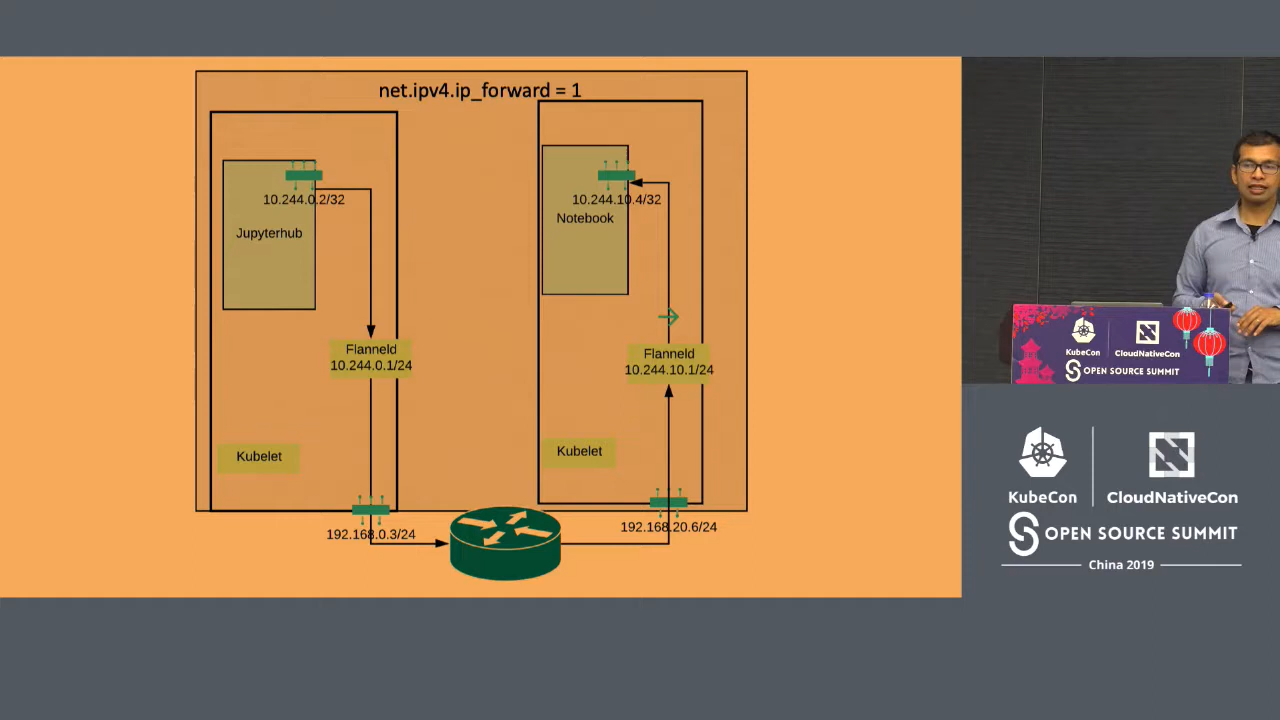 net.ipv4.ip_forward = 1
10.244.0.2/32
Jupyterhub
Flanneld
10.244.0.1/24
Kubelet
192.168.0.3/24
10.244.10.4/32
Notebook
Flanneld
10.244.10.1/24
Kubelet
192.168.20.6/24
KubeCon
CloudNativeCon
OPEN SOURCE SUMMIT
KubeCon
CloudNativeCon
OPEN SOURCE SUMMIT
China 2019